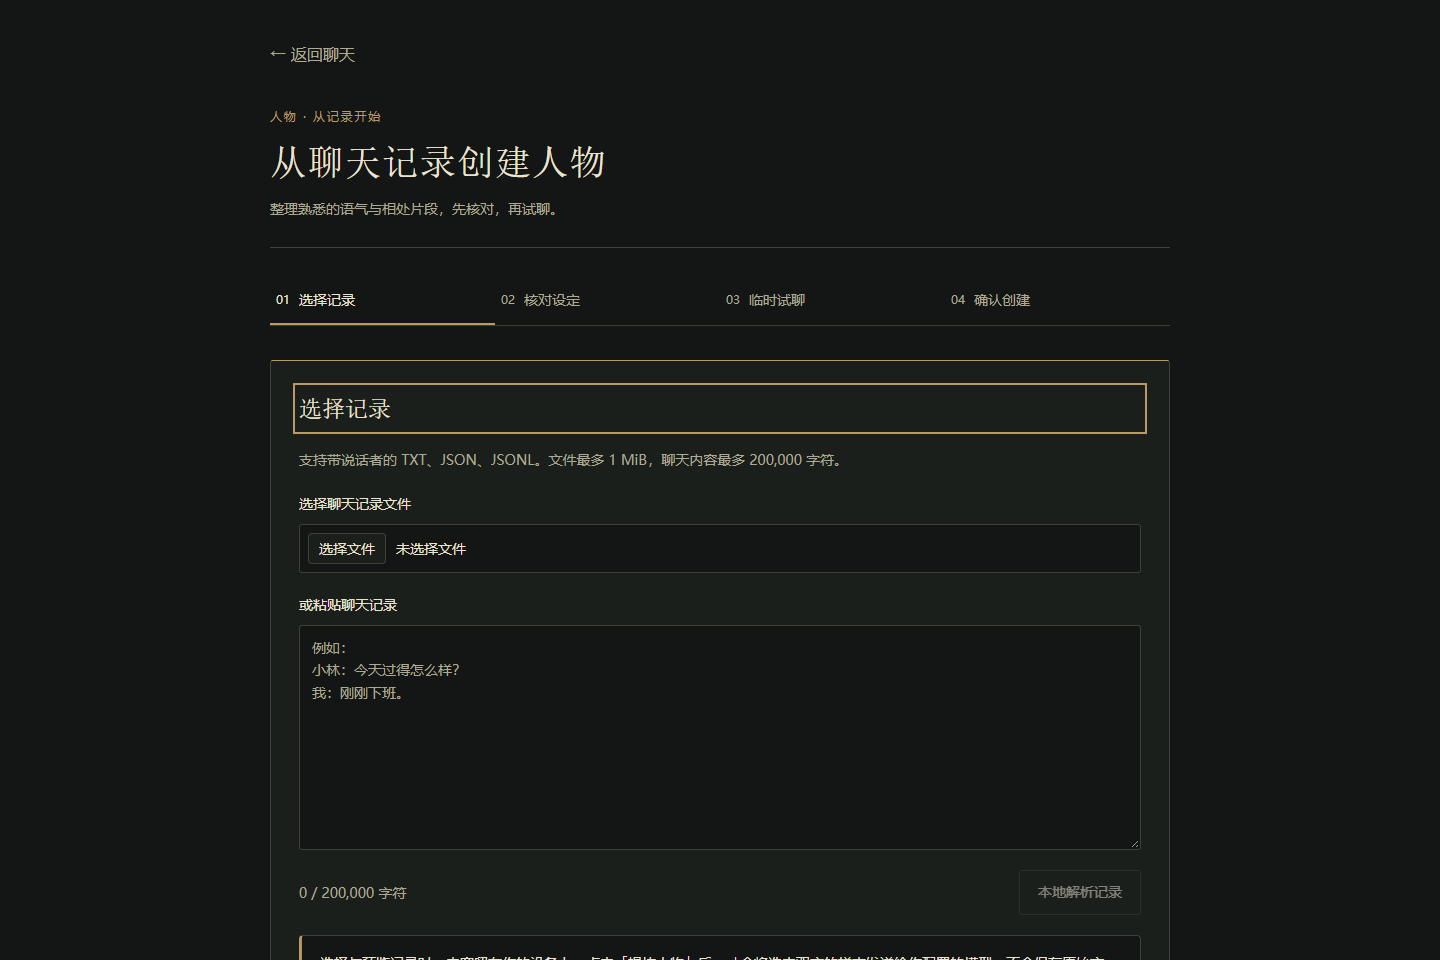 ← 返回聊天
人物 · 从记录开始
从聊天记录创建人物
整理熟悉的语气与相处片段，先核对，再试聊。
01 选择记录
02 核对设定
03 临时试聊
04 确认创建
选择记录
支持带说话者的 TXT、JSON、JSONL。文件最多 1 MiB，聊天内容最多 200,000 字符。
选择聊天记录文件
选择文件 未选择文件
或粘贴聊天记录
例如：
小林：今天过得怎么样？
我：刚刚下班。
0 / 200,000 字符
本地解析记录